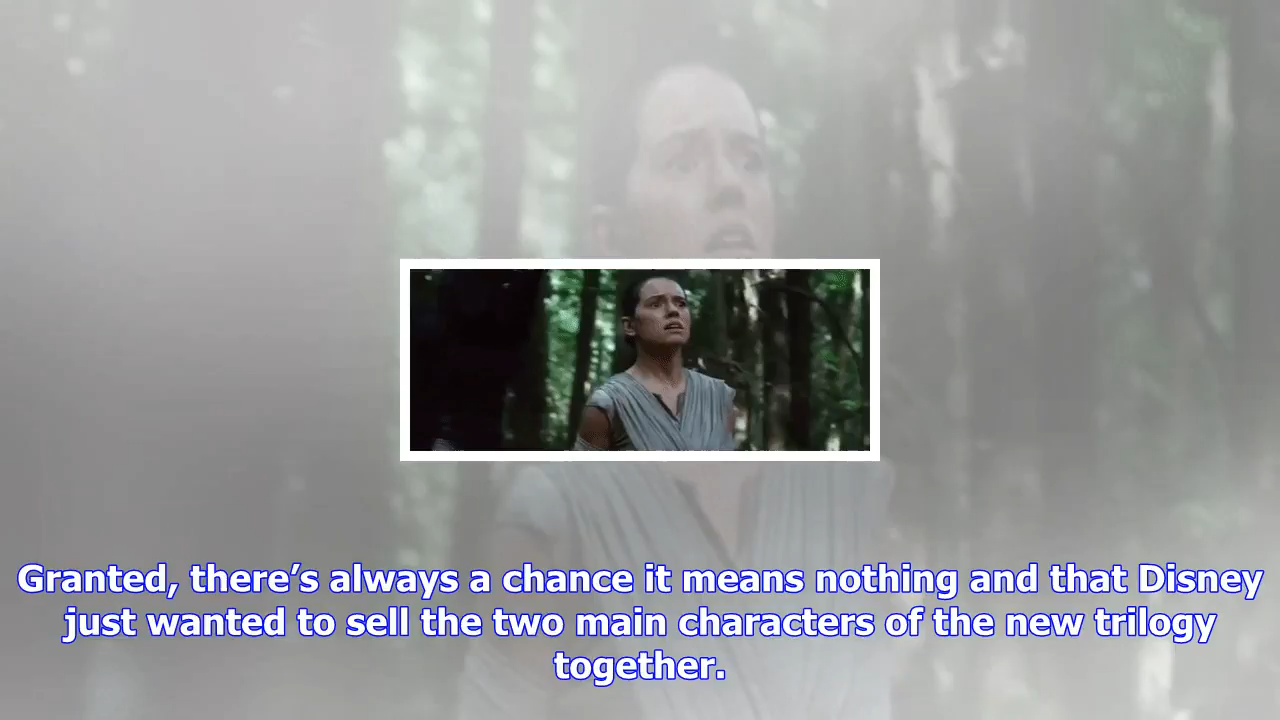 Granted, there’s always a chance it means nothing and that Disney
just wanted to sell the two main characters of the new trilogy
together.